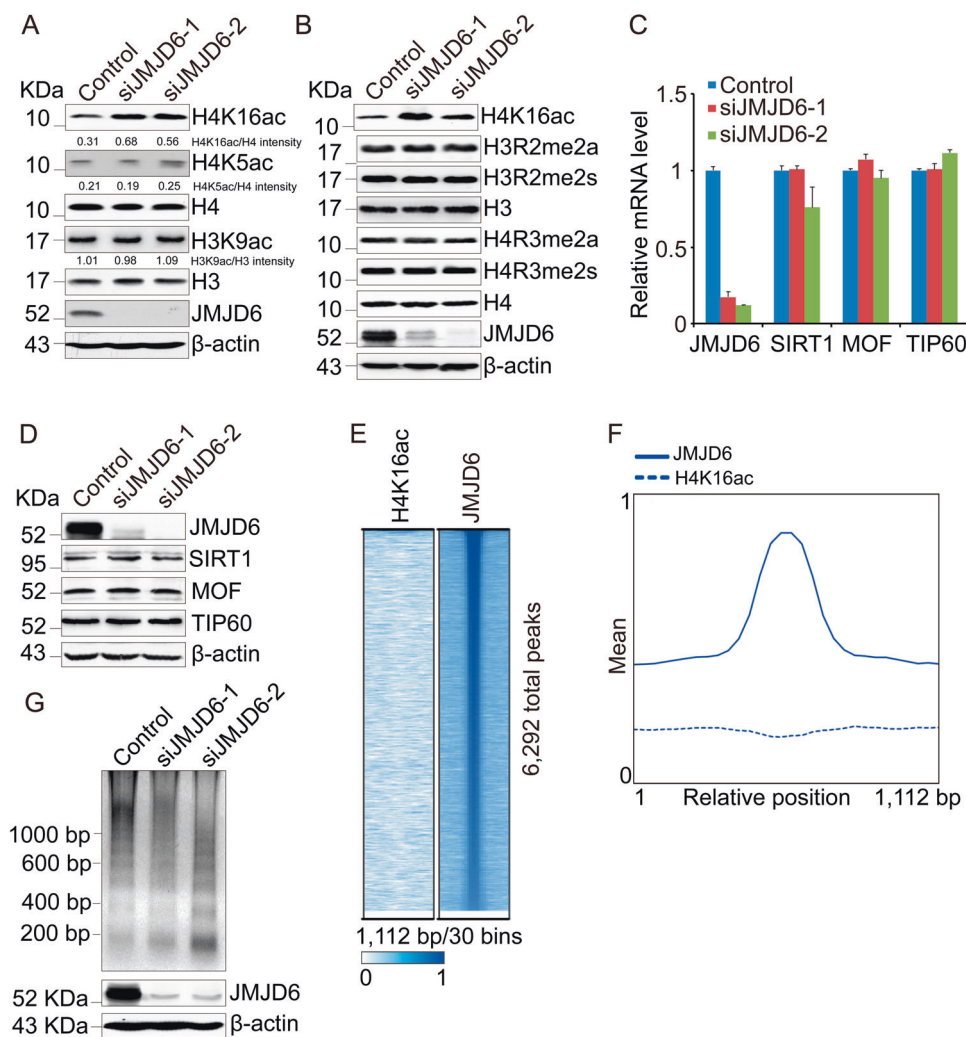 A
Control
siJMJD6-1
siJMJD6-2
KDa
10
H4K16ac
0.31 0.68 0.56 H4K16ac/H4 intensity
10
H4K5ac
0.21 0.19 0.25 H4K5ac/H4 intensity
10
H4
17
H3K9ac
1.01 0.98 1.09 H3K9ac/H3 intensity
17
H3
52
JMJD6
43
β-actin
B
Control
siJMJD6-1
siJMJD6-2
KDa
10
H4K16ac
17
H3R2me2a
17
H3R2me2s
17
H3
10
H4R3me2a
10
H4R3me2s
10
H4
52
JMJD6
43
β-actin
C
Control
siJMJD6-1
siJMJD6-2
Relative mRNA level
1.5
1
0.5
0
JMJD6 SIRT1 MOF TIP60
D
Control
siJMJD6-1
siJMJD6-2
KDa
52
JMJD6
95
SIRT1
52
MOF
52
TIP60
43
β-actin
E
H4K16ac
JMJD6
6,292 total peaks
1,112 bp/30 bins
0 1
F
JMJD6
H4K16ac
1
Mean
0
1 Relative position 1,112 bp
G
Control
siJMJD6-1
siJMJD6-2
1000 bp
600 bp
400 bp
200 bp
52 KDa
JMJD6
43 KDa
β-actin